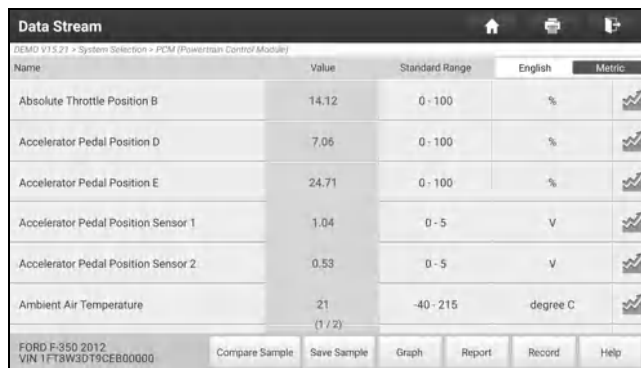 Data Stream
DEMO V15.21 > System Selection > PCM (Powertrain Control Module)
Name Value Standard Range English Metric
Absolute Throttle Position B 14.12 0 - 100 %
Accelerator Pedal Position D 7.06 0 - 100 %
Accelerator Pedal Position E 24.71 0 - 100 %
Accelerator Pedal Position Sensor 1 1.04 0 - 5 V
Accelerator Pedal Position Sensor 2 0.53 0 - 5 V
Ambient Air Temperature 21 -40 - 215 degree C
(1 / 2)
FORD F-350 2012
VIN 1FT8W3DT9CEB00000
Compare Sample Save Sample Graph Report Record Help